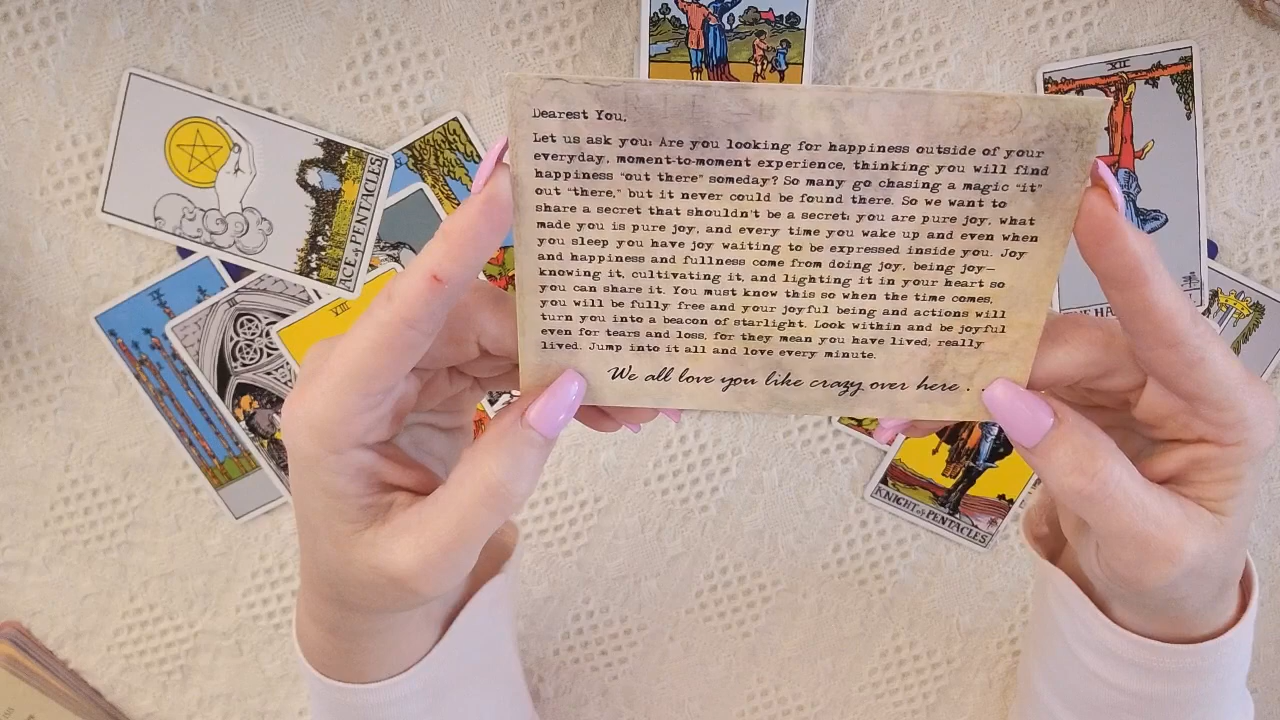 XII
Dearest You,
Let us ask you: Are you looking for happiness outside of your
everyday, moment-to-moment experience, thinking you will find
happiness "out there" someday? So many go chasing a magic "it"
out "there," but it never could be found there. So we want to
share a secret that shouldn't be a secret: you are pure joy, what
made you is pure joy, and every time you wake up and even when
you sleep you have joy waiting to be expressed inside you. Joy
and happiness and fullness come from doing joy, being joy—
knowing it, cultivating it, and lighting it in your heart so
you can share it. You must know this so when the time comes,
you will be fully free and your joyful being and actions will
turn you into a beacon of starlight. Look within and be joyful
even for tears and loss, for they mean you have lived, really
lived. Jump into it all and love every minute.
We all love you like crazy over here . . .
ACE of PENTACLES
VIII
THE HA
KNIGHT of PENTACLES